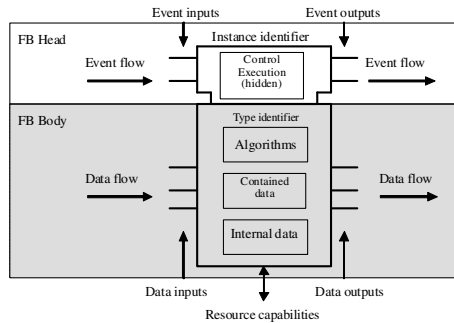 Event inputs
Event outputs
FB Head
Instance identifier
Event flow
Control
Execution
(hidden)
Event flow
FB Body
Type identifier
Algorithms
Data flow
Contained
data
Data flow
Internal data
Data inputs
Data outputs
Resource capabilities